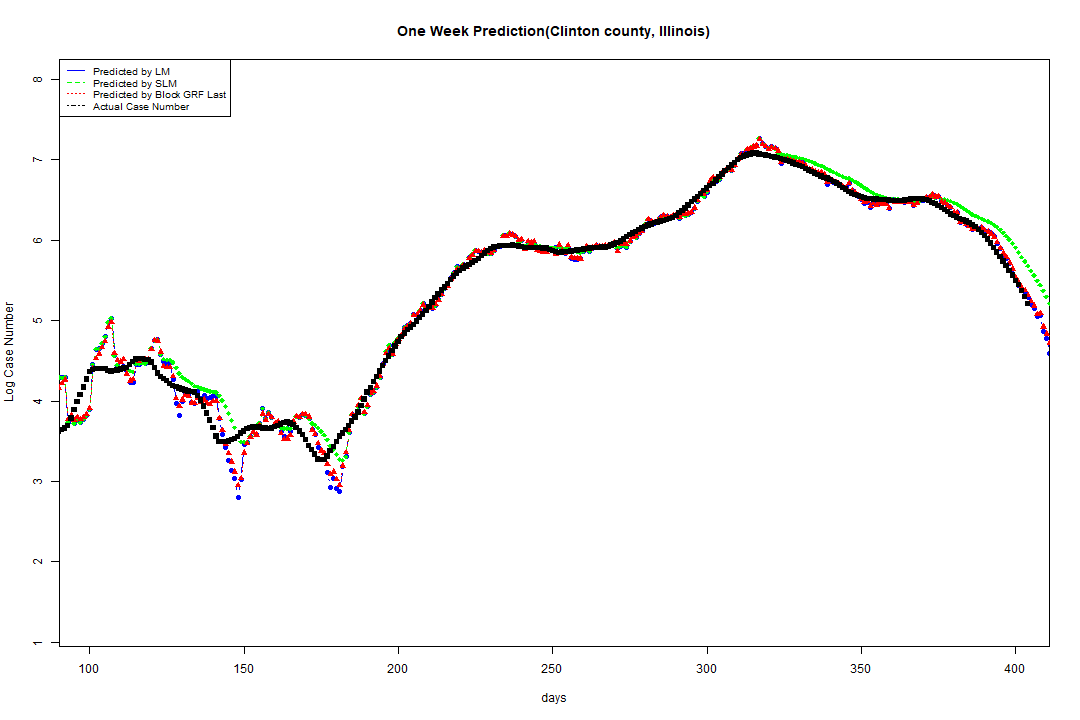 One Week Prediction(Clinton county, Illinois)
Predicted by LM
Predicted by SLM
Predicted by Block GRF Last
Actual Case Number
8
7
6
5
4
3
2
1
Log Case Number
100 150 200 250 300 350 400
days